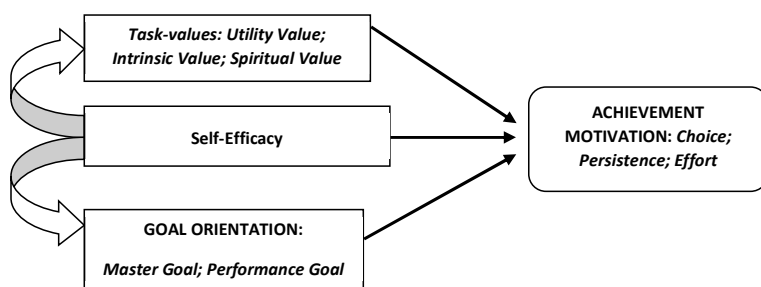 Task-values: Utility Value;
Intrinsic Value; Spiritual Value
Self-Efficacy
GOAL ORIENTATION:
Master Goal; Performance Goal
ACHIEVEMENT
MOTIVATION: Choice;
Persistence; Effort